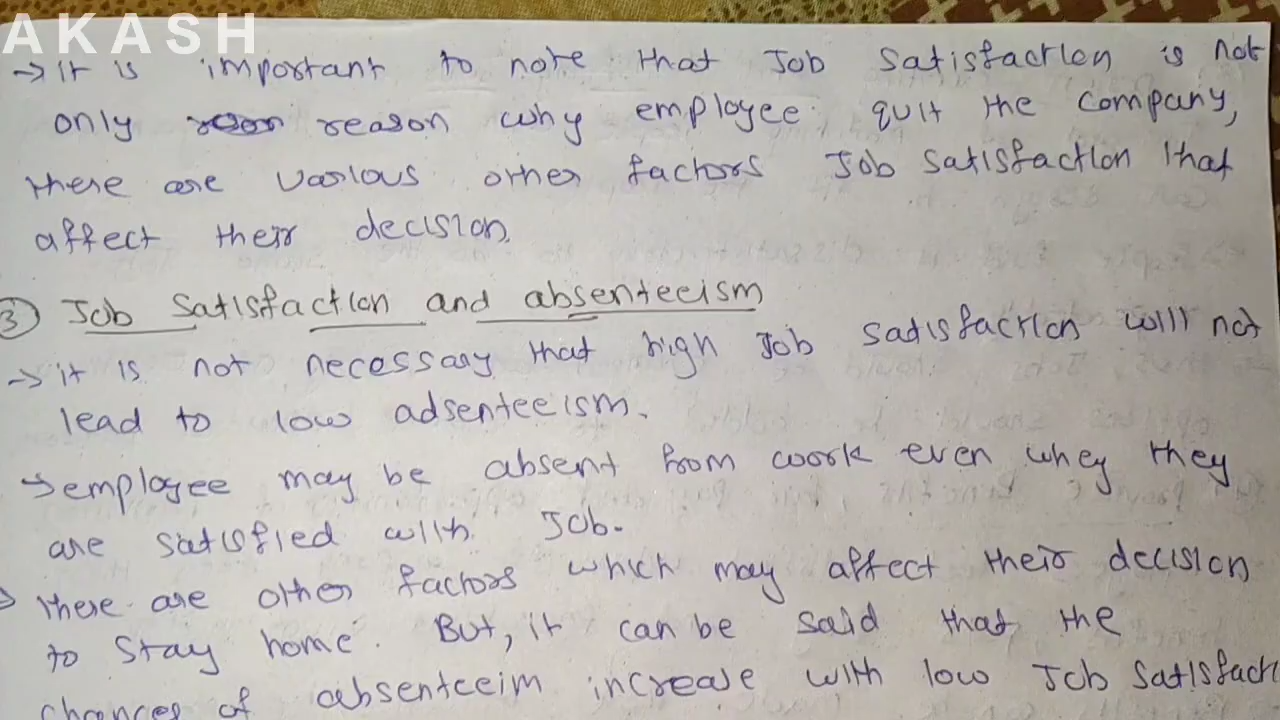 AKASH
→ it is important to note that Job Satisfaction is not
only reason why employee quit the company,
there are various other factors Job satisfaction that
affect their decision.
③ Job Satisfaction and absenteeism
→ it is not necessary that high Job satisfaction will not
lead to low adsenteeism.
→ employee may be absent from work even whey they
are satisfied with Job.
→ there are other factors which may affect their decision
to stay home. But, it can be said that the
chances of absenteeim increase with low Job satisfacti